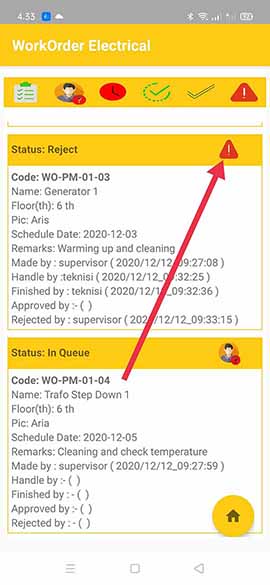 4.33
WorkOrder Electrical
Status: Reject
Code: WO-PM-01-03
Name: Generator 1
Floor(th): 6 th
Pic: Aris
Schedule Date: 2020-12-03
Remarks: Warming up and cleaning
Made by : supervisor ( 2020/12/12_09:27:08 )
Handle by :teknisi ( 2020/12/12_09:32:25 )
Finished by : teknisi ( 2020/12/12_09:32:36 )
Approved by :- ( )
Rejected by : supervisor ( 2020/12/12_09:33:15 )
Status: In Queue
Code: WO-PM-01-04
Name: Trafo Step Down 1
Floor(th): 6 th
Pic: Aris
Schedule Date: 2020-12-05
Remarks: Cleaning and check temperature
Made by : supervisor ( 2020/12/12_09:27:59 )
Handle by :- ( )
Finished by : - ( )
Approved by :- ( )
Rejected by : - ( )